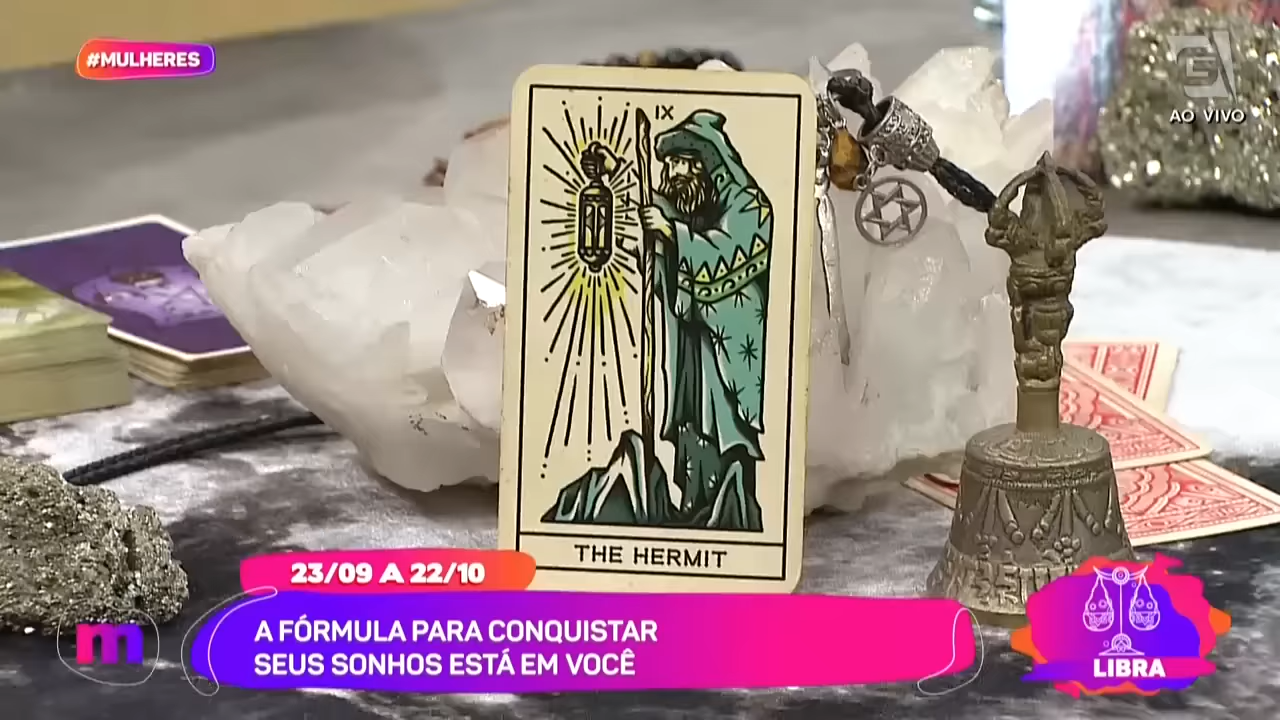 #MULHERES
AO VIVO
IX
THE HERMIT
23/09 A 22/10
A FÓRMULA PARA CONQUISTAR
SEUS SONHOS ESTÁ EM VOCÊ
m
LIBRA